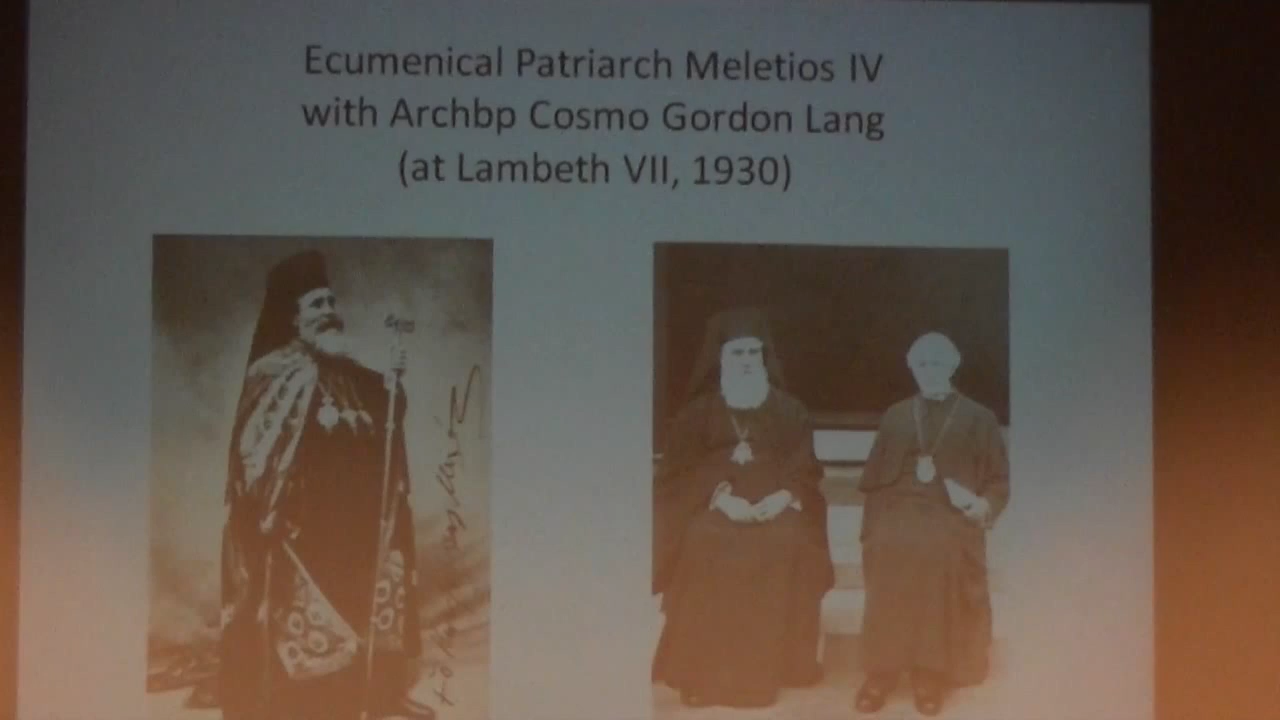 Ecumenical Patriarch Meletios IV
with Archbp Cosmo Gordon Lang
(at Lambeth VII, 1930)